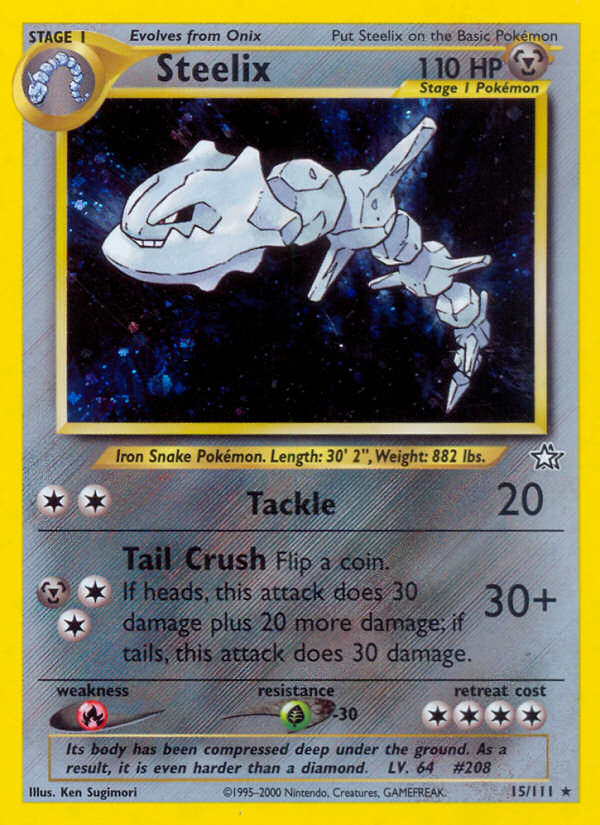 STAGE 1
Evolves from Onix
Put Steelix on the Basic Pokémon
Steelix
110 HP
Stage 1 Pokémon
Iron Snake Pokémon. Length: 30' 2", Weight: 882 lbs.
Tackle
20
Tail Crush Flip a coin.
If heads, this attack does 30
damage plus 20 more damage; if
tails, this attack does 30 damage.
30+
weakness
resistance
retreat cost
-30
Its body has been compressed deep under the ground. As a
result, it is even harder than a diamond. LV. 64 #208
Illus. Ken Sugimori
©1995-2000 Nintendo, Creatures, GAMEFREAK.
15/111 ★